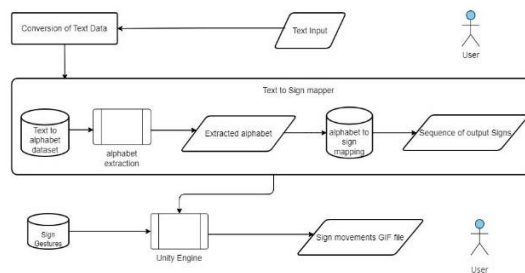 Conversion of Text Data
Text Input
User
Text to Sign mapper
Text to
alphabet
dataset
alphabet
extraction
Extracted alphabet
alphabet to
sign
mapping
Sequence of output Signs
Sign
Gestures
Unity Engine
Sign movements GIF file
User